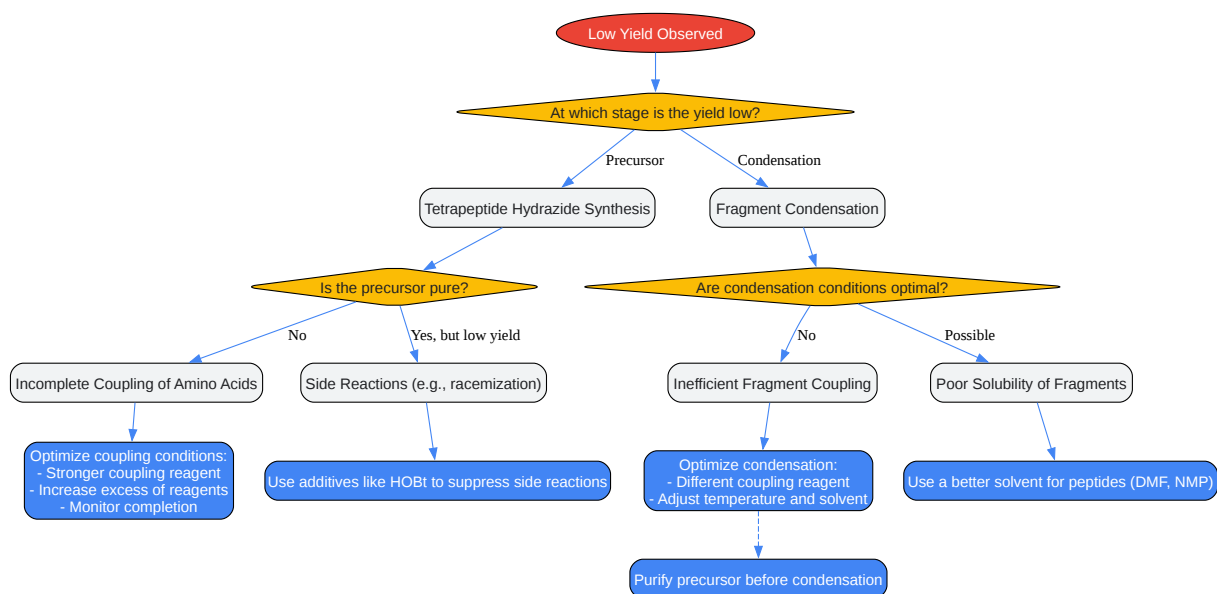 Low Yield Observed
At which stage is the yield low?
Precursor
Condensation
Tetrapeptide Hydrazide Synthesis
Fragment Condensation
Is the precursor pure?
Are condensation conditions optimal?
No
Yes, but low yield
No
Possible
Incomplete Coupling of Amino Acids
Side Reactions (e.g., racemization)
Inefficient Fragment Coupling
Poor Solubility of Fragments
Optimize coupling conditions:
- Stronger coupling reagent
- Increase excess of reagents
- Monitor completion
Use additives like HOBt to suppress side reactions
Optimize condensation:
- Different coupling reagent
- Adjust temperature and solvent
Use a better solvent for peptides (DMF, NMP)
Purify precursor before condensation